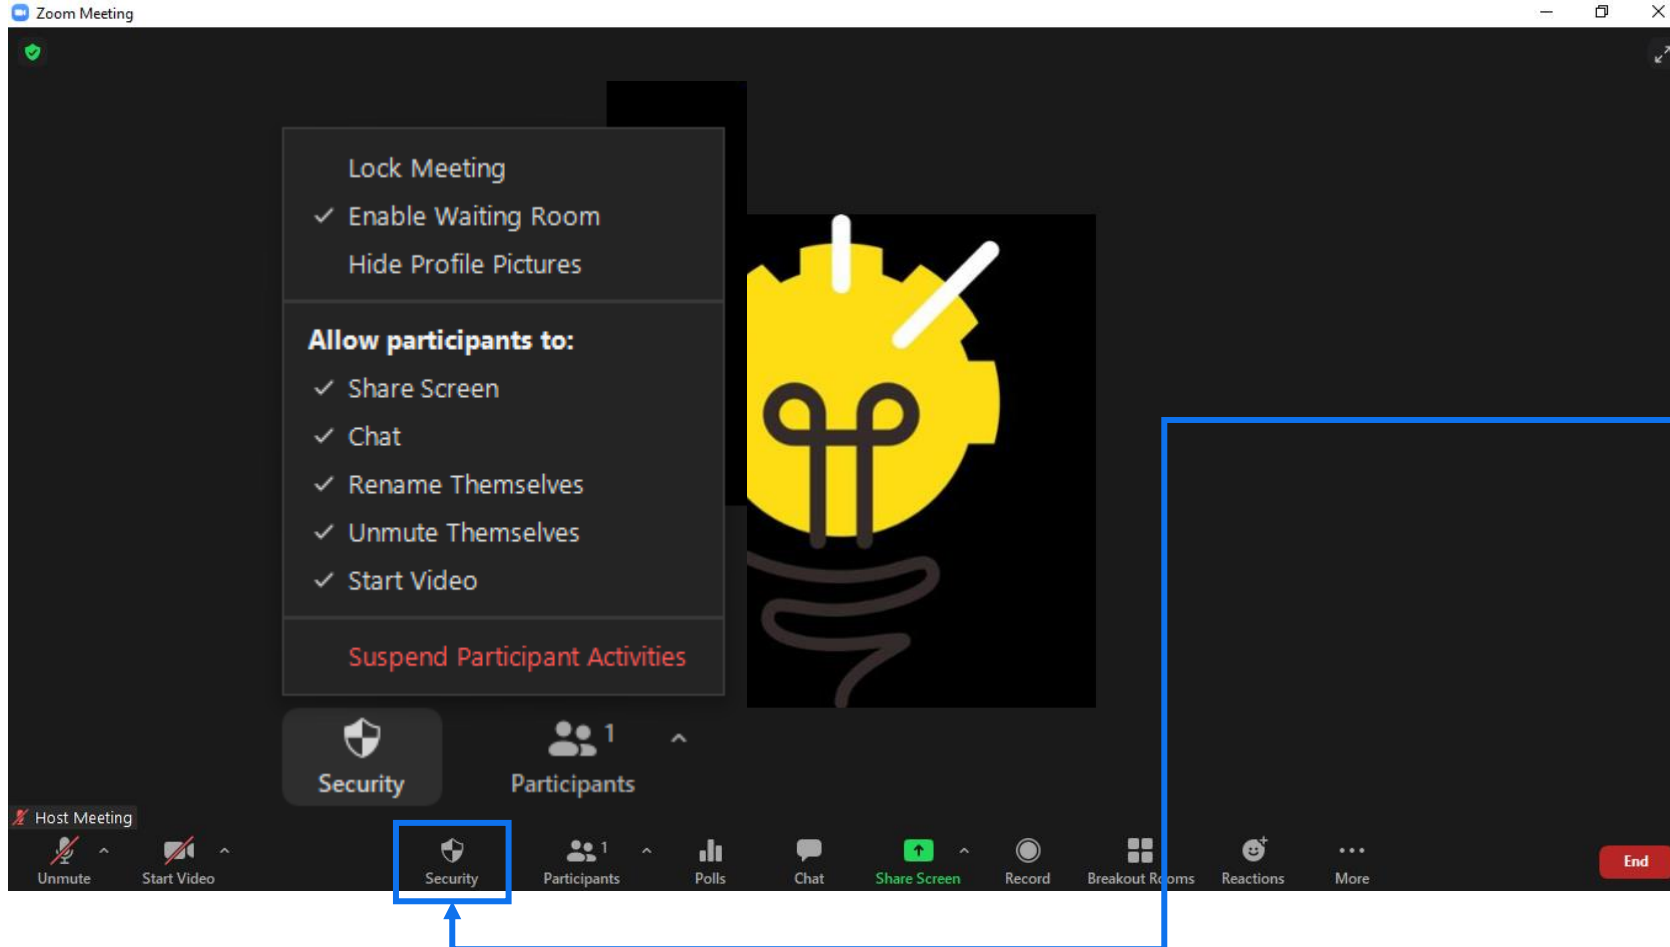 Zoom Meeting
Lock Meeting
Enable Waiting Room
Hide Profile Pictures
Allow participants to:
Share Screen
Chat
Rename Themselves
Unmute Themselves
Start Video
Suspend Participant Activities
Security
Participants 1
Host Meeting
Unmute
Start Video
Security
Participants 1
Polls
Chat
Share Screen
Record
Breakout Rooms
Reactions
More
End